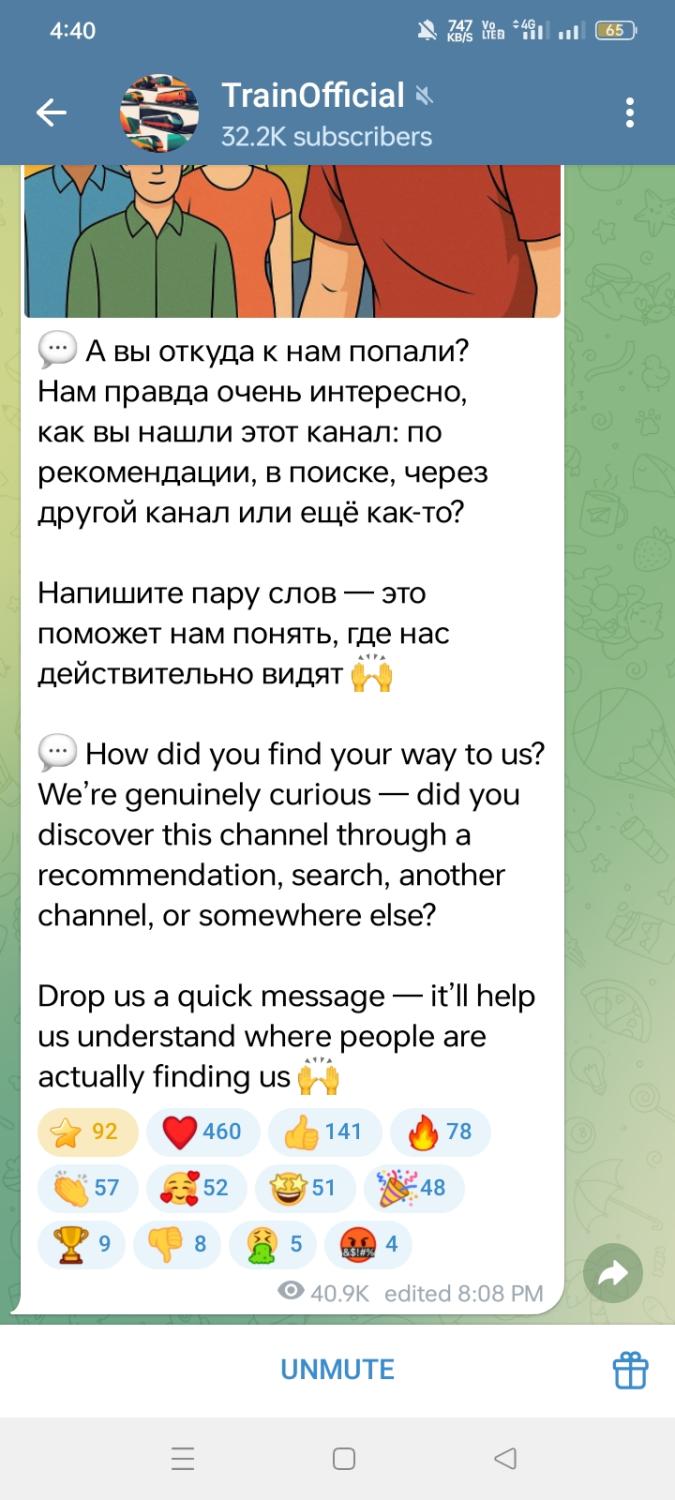 4:40
747 KB/S Vo LTE2 4G 65
TrainOfficial
32.2K subscribers
💬 А вы откуда к нам попали?
Нам правда очень интересно,
как вы нашли этот канал: по
рекомендации, в поиске, через
другой канал или ещё как-то?
Напишите пару слов — это
поможет нам понять, где нас
действительно видят 🙌
💬 How did you find your way to us?
We’re genuinely curious — did you
discover this channel through a
recommendation, search, another
channel, or somewhere else?
Drop us a quick message — it’ll help
us understand where people are
actually finding us 🙌
⭐ 92 ❤️ 460 👍 141 🔥 78
👏 57 🥰 52 🤩 51 🎉 48
🏆 9 👎 8 🤮 5 🤬 4
40.9K edited 8:08 PM
UNMUTE